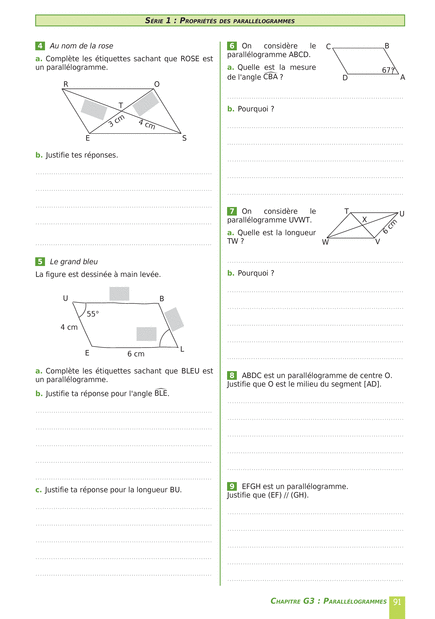 SÉRIE 1 : PROPRIÉTÉS DES PARALLÉLOGRAMMES
4 Au nom de la rose
a. Complète les étiquettes sachant que ROSE est
un parallélogramme.
R
O
T
3 cm
4 cm
E
S
b. Justifie tes réponses.
5 Le grand bleu
La figure est dessinée à main levée.
U
B
55°
4 cm
E
6 cm
L
a. Complète les étiquettes sachant que BLEU est
un parallélogramme.
b. Justifie ta réponse pour l'angle BLE.
c. Justifie ta réponse pour la longueur BU.
6 On considère le
parallélogramme ABCD.
a. Quelle est la mesure
de l'angle CBA ?
C
B
67°
D
A
b. Pourquoi ?
7 On considère le
parallélogramme UVWT.
a. Quelle est la longueur
TW ?
T
U
X
6 cm
W
V
b. Pourquoi ?
8 ABDC est un parallélogramme de centre O.
Justifie que O est le milieu du segment [AD].
9 EFGH est un parallélogramme.
Justifie que (EF) // (GH).
CHAPITRE G3 : PARALLÉLOGRAMMES 91